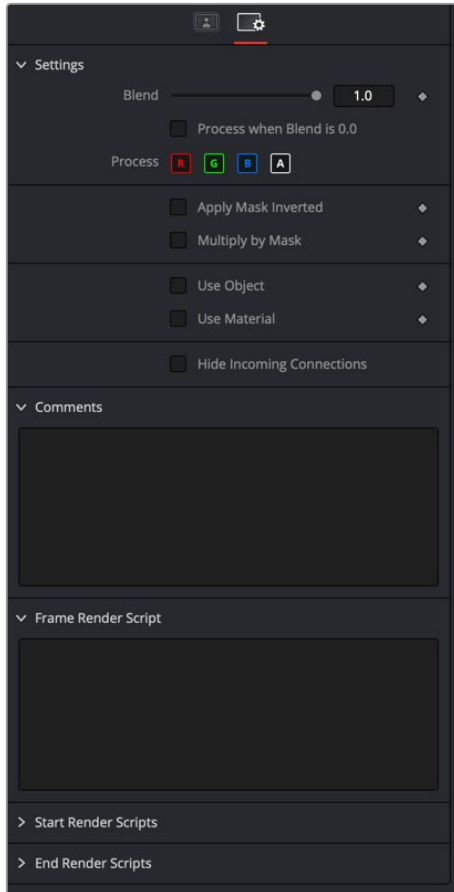 Settings
Blend 1.0
Process when Blend is 0.0
Process R G B A
Apply Mask Inverted
Multiply by Mask
Use Object
Use Material
Hide Incoming Connections
Comments
Frame Render Script
Start Render Scripts
End Render Scripts